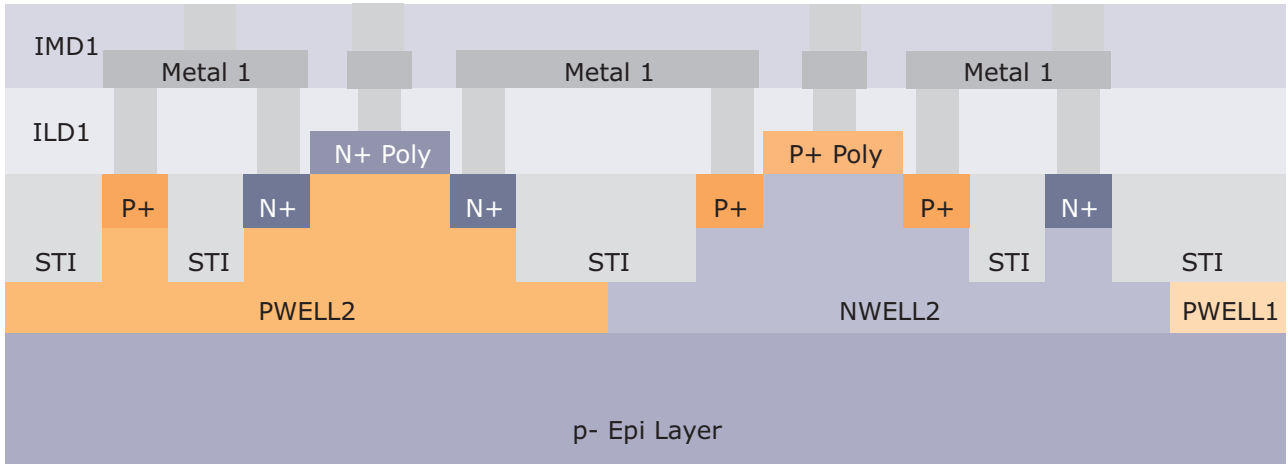 IMD1
Metal 1
Metal 1
Metal 1
ILD1
N+ Poly
P+ Poly
P+
N+
N+
P+
P+
N+
STI
STI
STI
STI
STI
PWELL2
NWELL2
PWELL1
p- Epi Layer